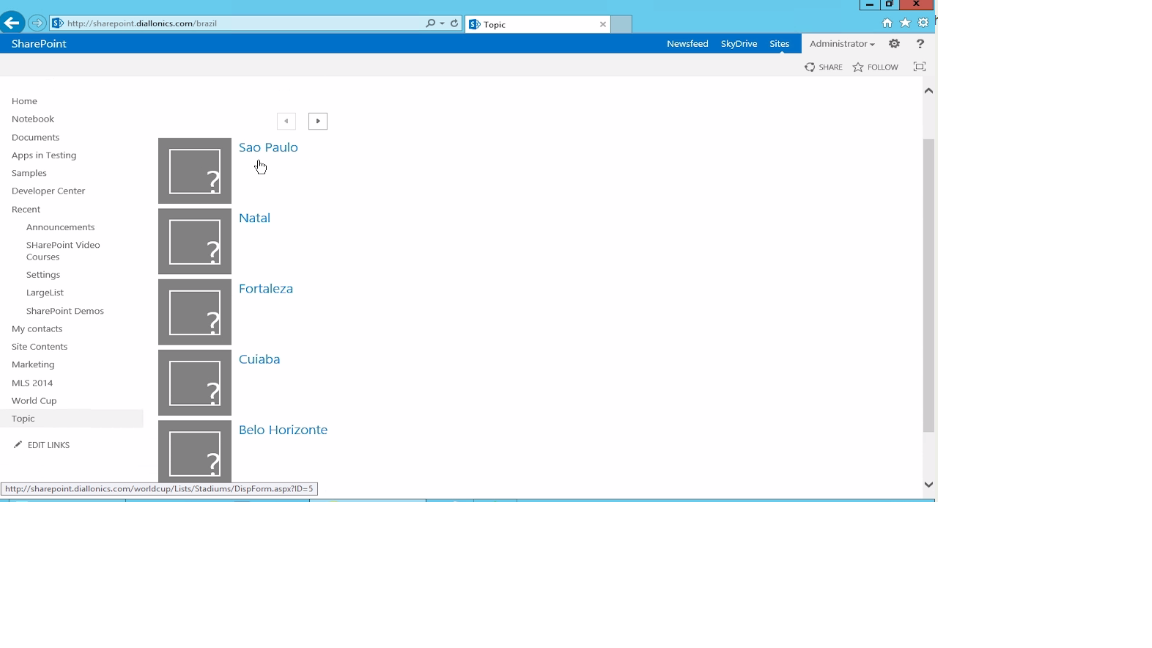 http://sharepoint.diallonics.com/brazil
Topic
SharePoint
Newsfeed SkyDrive Sites Administrator ?
SHARE FOLLOW
Home
Notebook
Documents
Apps in Testing
Samples
Developer Center
Recent
Announcements
SHarePoint Video
Courses
Settings
LargeList
SharePoint Demos
My contacts
Site Contents
Marketing
MLS 2014
World Cup
Topic
EDIT LINKS
? Sao Paulo
? Natal
? Fortaleza
? Cuiaba
? Belo Horizonte
http://sharepoint.diallonics.com/worldcup/Lists/Stadiums/DispForm.aspx?ID=5